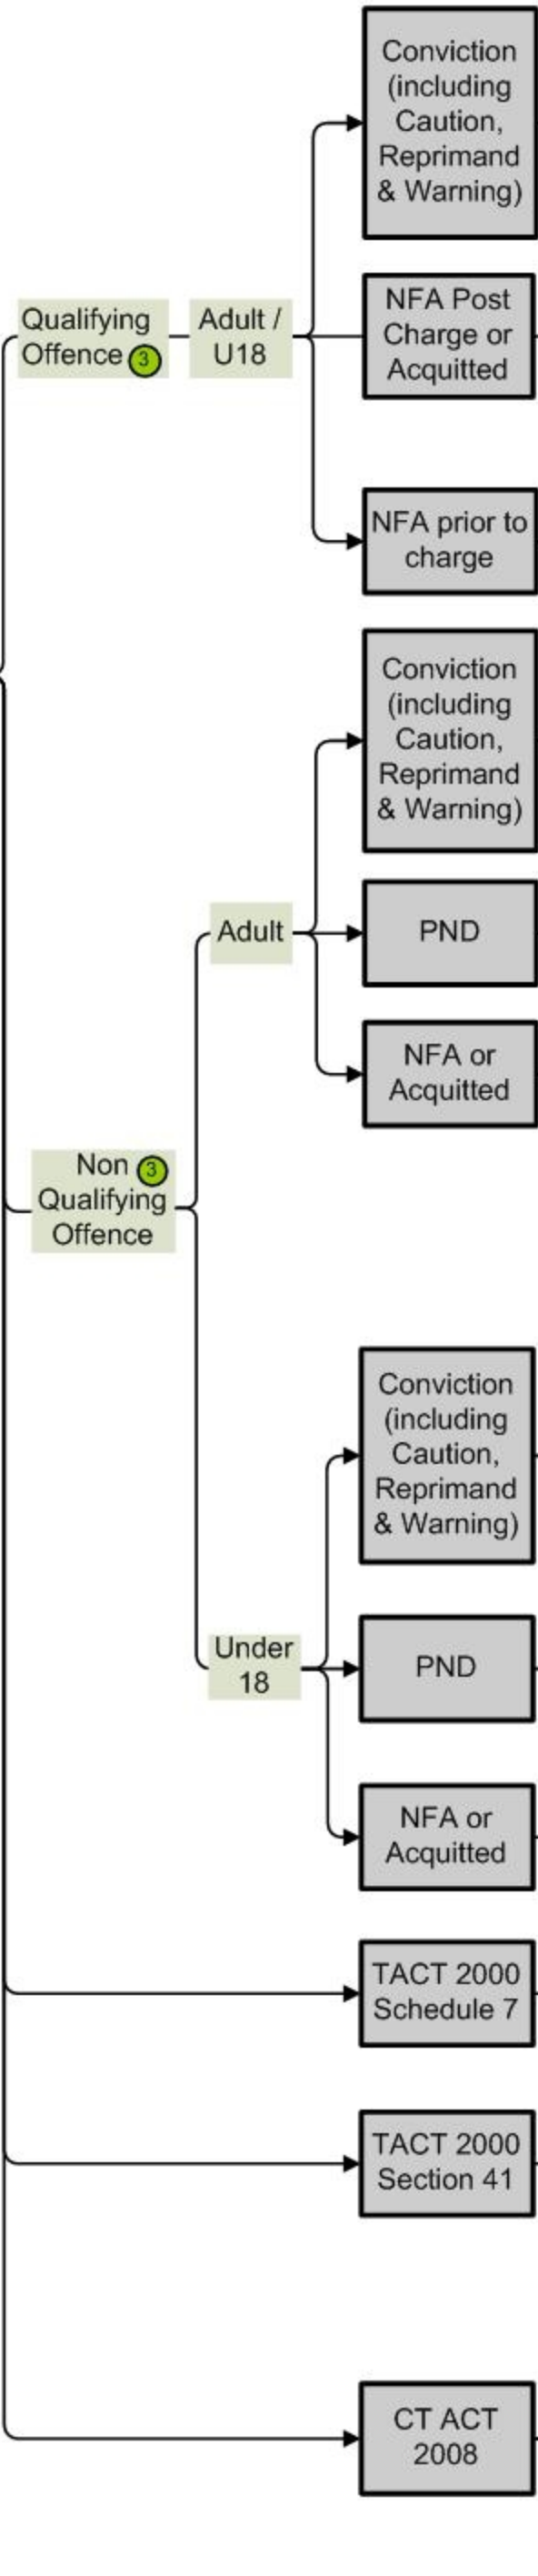 Conviction
(including
Caution,
Reprimand
& Warning)
Qualifying
Offence 3
Adult /
U18
NFA Post
Charge or
Acquitted
NFA prior to
charge
Conviction
(including
Caution,
Reprimand
& Warning)
Adult
PND
NFA or
Acquitted
Non 3
Qualifying
Offence
Conviction
(including
Caution,
Reprimand
& Warning)
Under
18
PND
NFA or
Acquitted
TACT 2000
Schedule 7
TACT 2000
Section 41
CT ACT
2008